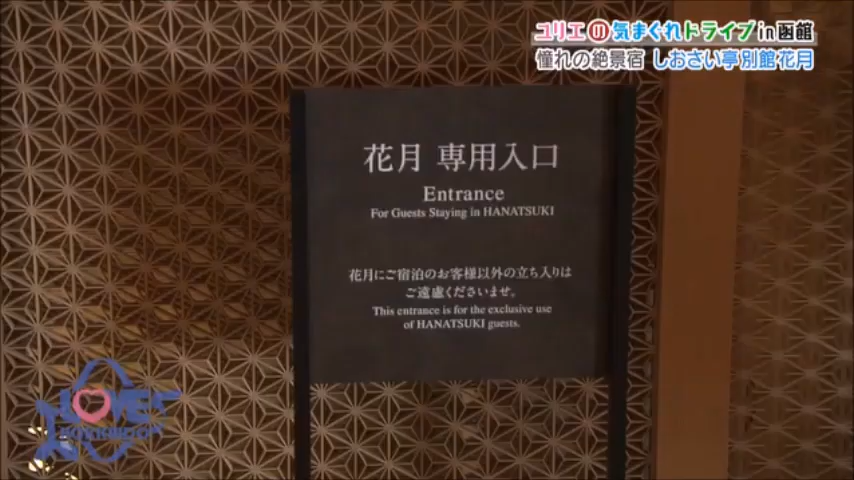 ユリエの気まぐれドライブin函館
憧れの絶景宿 しおさい亭別館 花月
花月 専用入口
Entrance
For Guests Staying in HANATSUKI
花月にご宿泊のお客様以外の立ち入りは
ご遠慮くださいませ。
This entrance is for the exclusive use
of HANATSUKI guests.
LOVE
HOKKAIDO